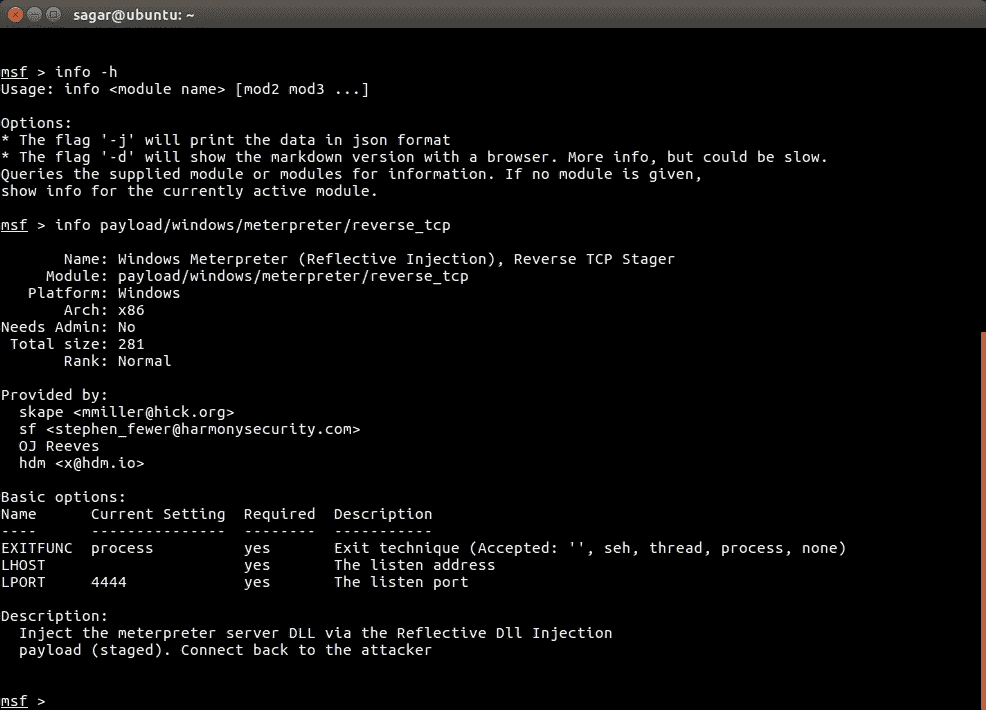 sagar@ubuntu: ~
msf > info -h
Usage: info <module name> [mod2 mod3 ...]
Options:
* The flag '-j' will print the data in json format
* The flag '-d' will show the markdown version with a browser. More info, but could be slow.
Queries the supplied module or modules for information. If no module is given,
show info for the currently active module.
msf > info payload/windows/meterpreter/reverse_tcp
Name: Windows Meterpreter (Reflective Injection), Reverse TCP Stager
Module: payload/windows/meterpreter/reverse_tcp
Platform: Windows
Arch: x86
Needs Admin: No
Total size: 281
Rank: Normal
Provided by:
skape <mmiller@hick.org>
sf <stephen_fewer@harmonysecurity.com>
OJ Reeves
hdm <x@hdm.io>
Basic options:
Name      Current Setting  Required  Description
----      ---------------  --------  -----------
EXITFUNC  process          yes       Exit technique (Accepted: '', seh, thread, process, none)
LHOST                      yes       The listen address
LPORT     4444             yes       The listen port
Description:
Inject the meterpreter server DLL via the Reflective Dll Injection
payload (staged). Connect back to the attacker
msf >